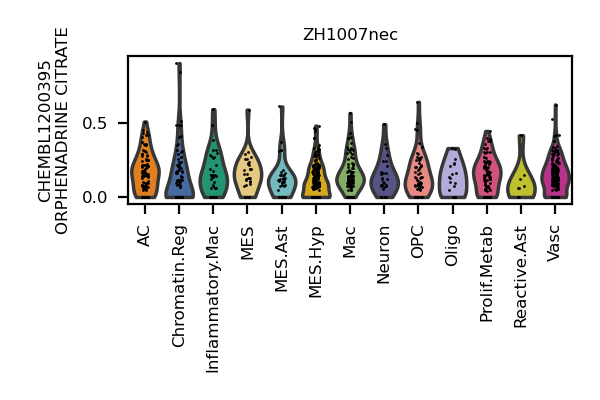 ZH1007nec
CHEMBL1200395
ORPHENADRINE CITRATE
0.5
0.0
AC
Chromatin.Reg
Inflammatory.Mac
MES
MES.Ast
MES.Hyp
Mac
Neuron
OPC
Oligo
Prolif.Metab
Reactive.Ast
Vasc